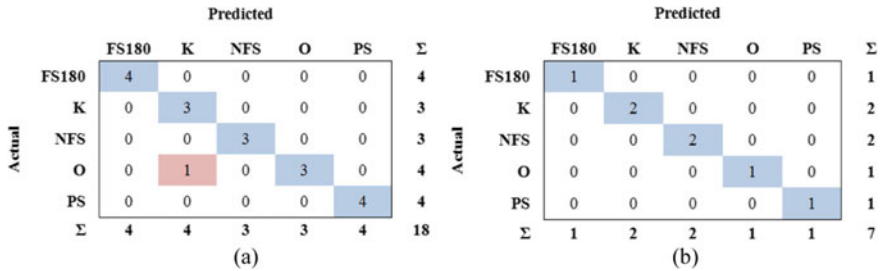 Predicted
FS180 K NFS O PS Σ
Actual
FS180 4 0 0 0 0 4
K 0 3 0 0 0 3
NFS 0 0 3 0 0 3
O 0 1 0 3 0 4
PS 0 0 0 0 4 4
Σ 4 4 3 3 4 18
(a)
Predicted
FS180 K NFS O PS Σ
Actual
FS180 1 0 0 0 0 1
K 0 2 0 0 0 2
NFS 0 0 2 0 0 2
O 0 0 0 1 0 1
PS 0 0 0 0 1 1
Σ 1 2 2 1 1 7
(b)